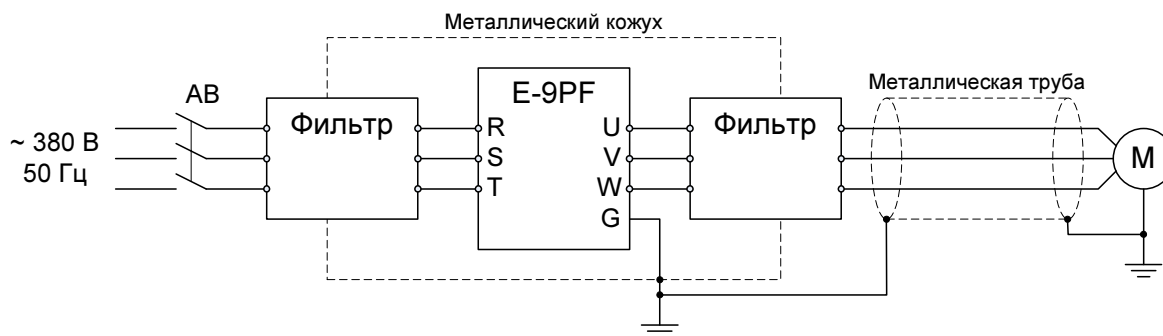 Металлический кожух
АВ
Фильтр
E-9PF
Фильтр
Металлическая труба
~ 380 В
50 Гц
R
S
T
U
V
W
G
М